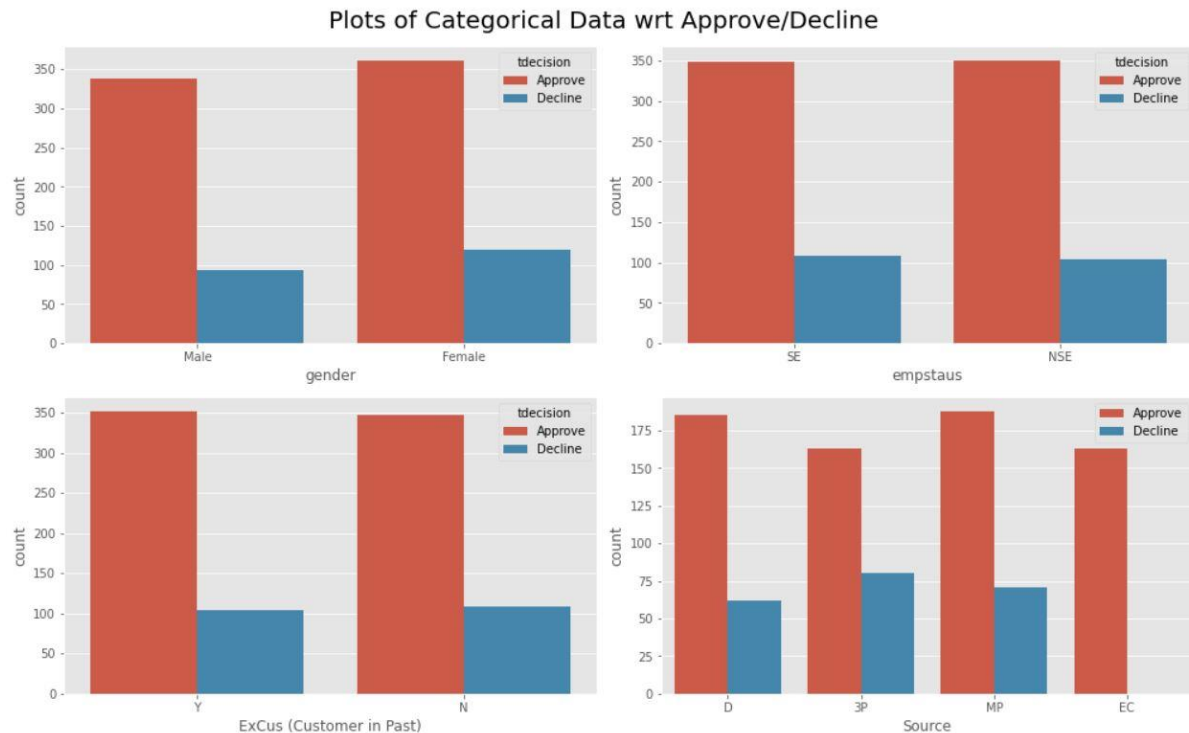 Plots of Categorical Data wrt Approve/Decline
tdecision
Approve
Decline
count
350
300
250
200
150
100
50
0
Male
Female
gender
tdecision
Approve
Decline
count
350
300
250
200
150
100
50
0
SE
NSE
empstaus
tdecision
Approve
Decline
count
350
300
250
200
150
100
50
0
Y
N
ExCus (Customer in Past)
Approve
Decline
count
175
150
125
100
75
50
25
0
D
3P
MP
EC
Source